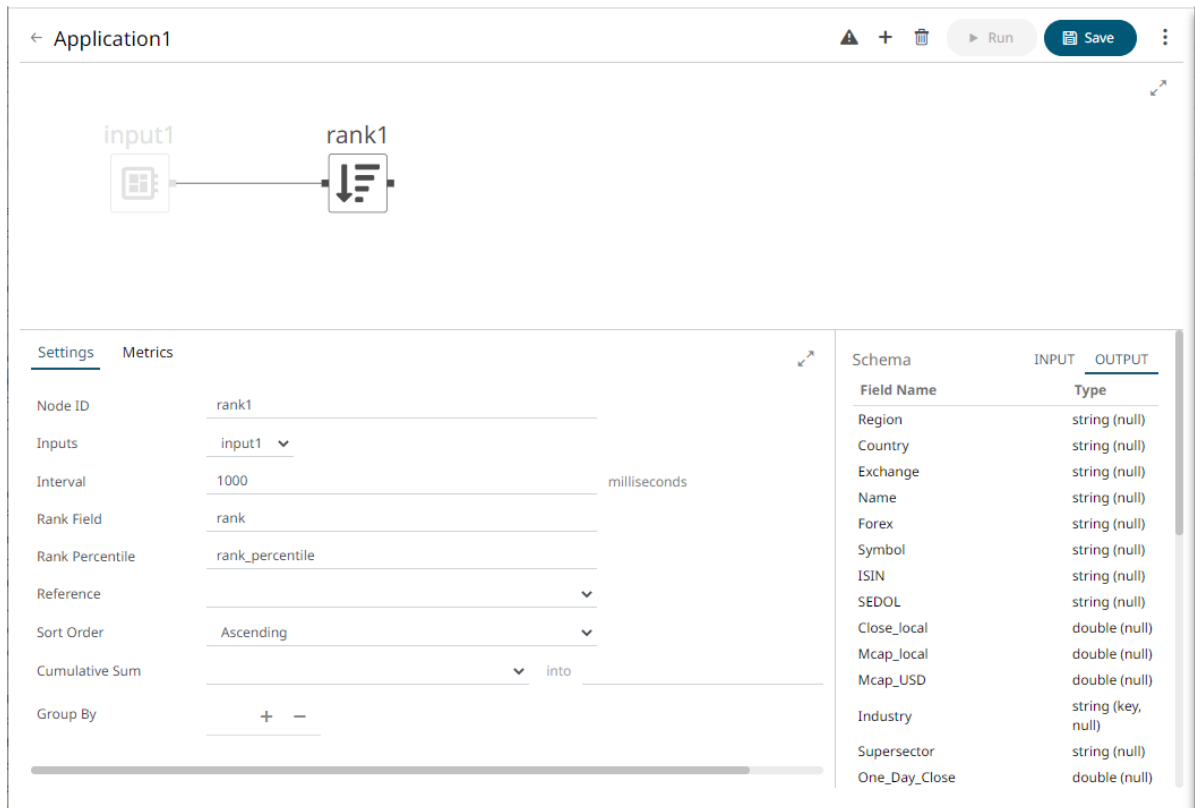 Application1
Run
Save
input1
rank1
Settings Metrics
Node ID rank1
Inputs input1
Interval 1000 milliseconds
Rank Field rank
Rank Percentile rank_percentile
Reference
Sort Order Ascending
Cumulative Sum into
Group By
Schema INPUT OUTPUT
Field Name Type
Region string (null)
Country string (null)
Exchange string (null)
Name string (null)
Forex string (null)
Symbol string (null)
ISIN string (null)
SEDOL string (null)
Close_local double (null)
Mcap_local double (null)
Mcap_USD double (null)
Industry string (key,
null)
Supersector string (null)
One_Day_Close double (null)